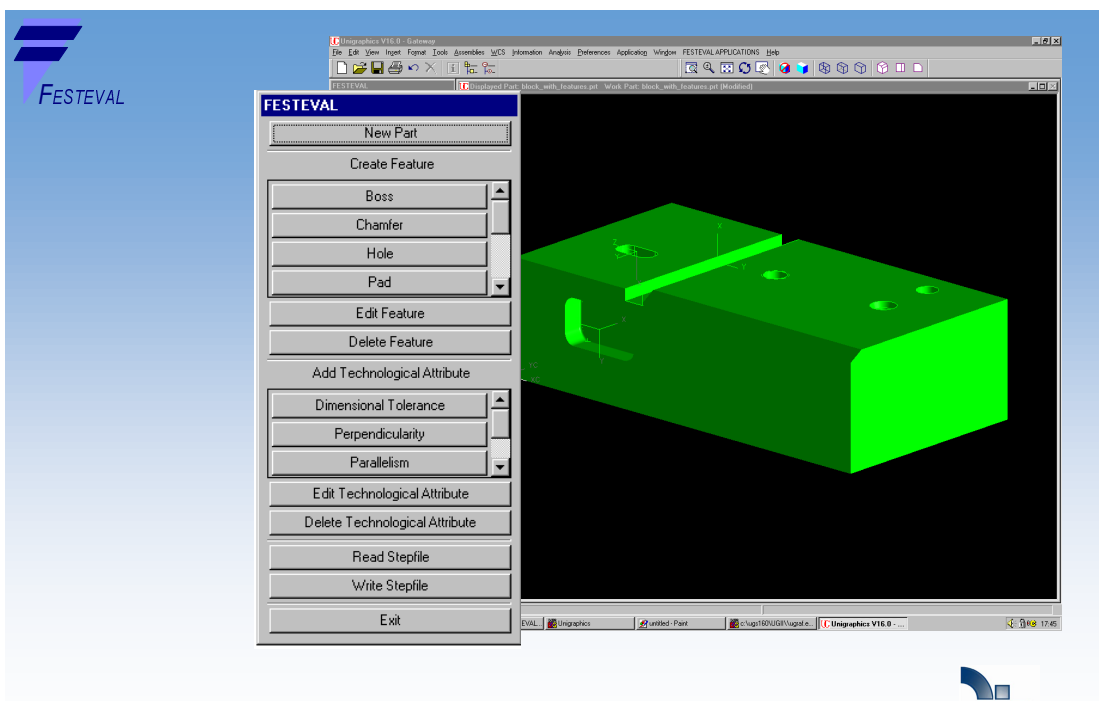 FESTEVAL
Unigraphics V16.0 - Gateway
File Edit View Insert Format Tools Assemblies WCS Information Analysis Preferences Application Window FESTEVAL APPLICATIONS Help
FESTEVAL
Displayed Part: block_with_features.prt Work Part: block_with_features.prt (Modified)
FESTEVAL
New Part
Create Feature
Boss
Chamfer
Hole
Pad
Edit Feature
Delete Feature
Add Technological Attribute
Dimensional Tolerance
Perpendicularity
Parallelism
Edit Technological Attribute
Delete Technological Attribute
Read Stepfile
Write Stepfile
Exit
Z
X
Y
X
YC
XC
EVAL... Unigraphics untitled - Paint Unigraphics V16.0 - ... 17:45